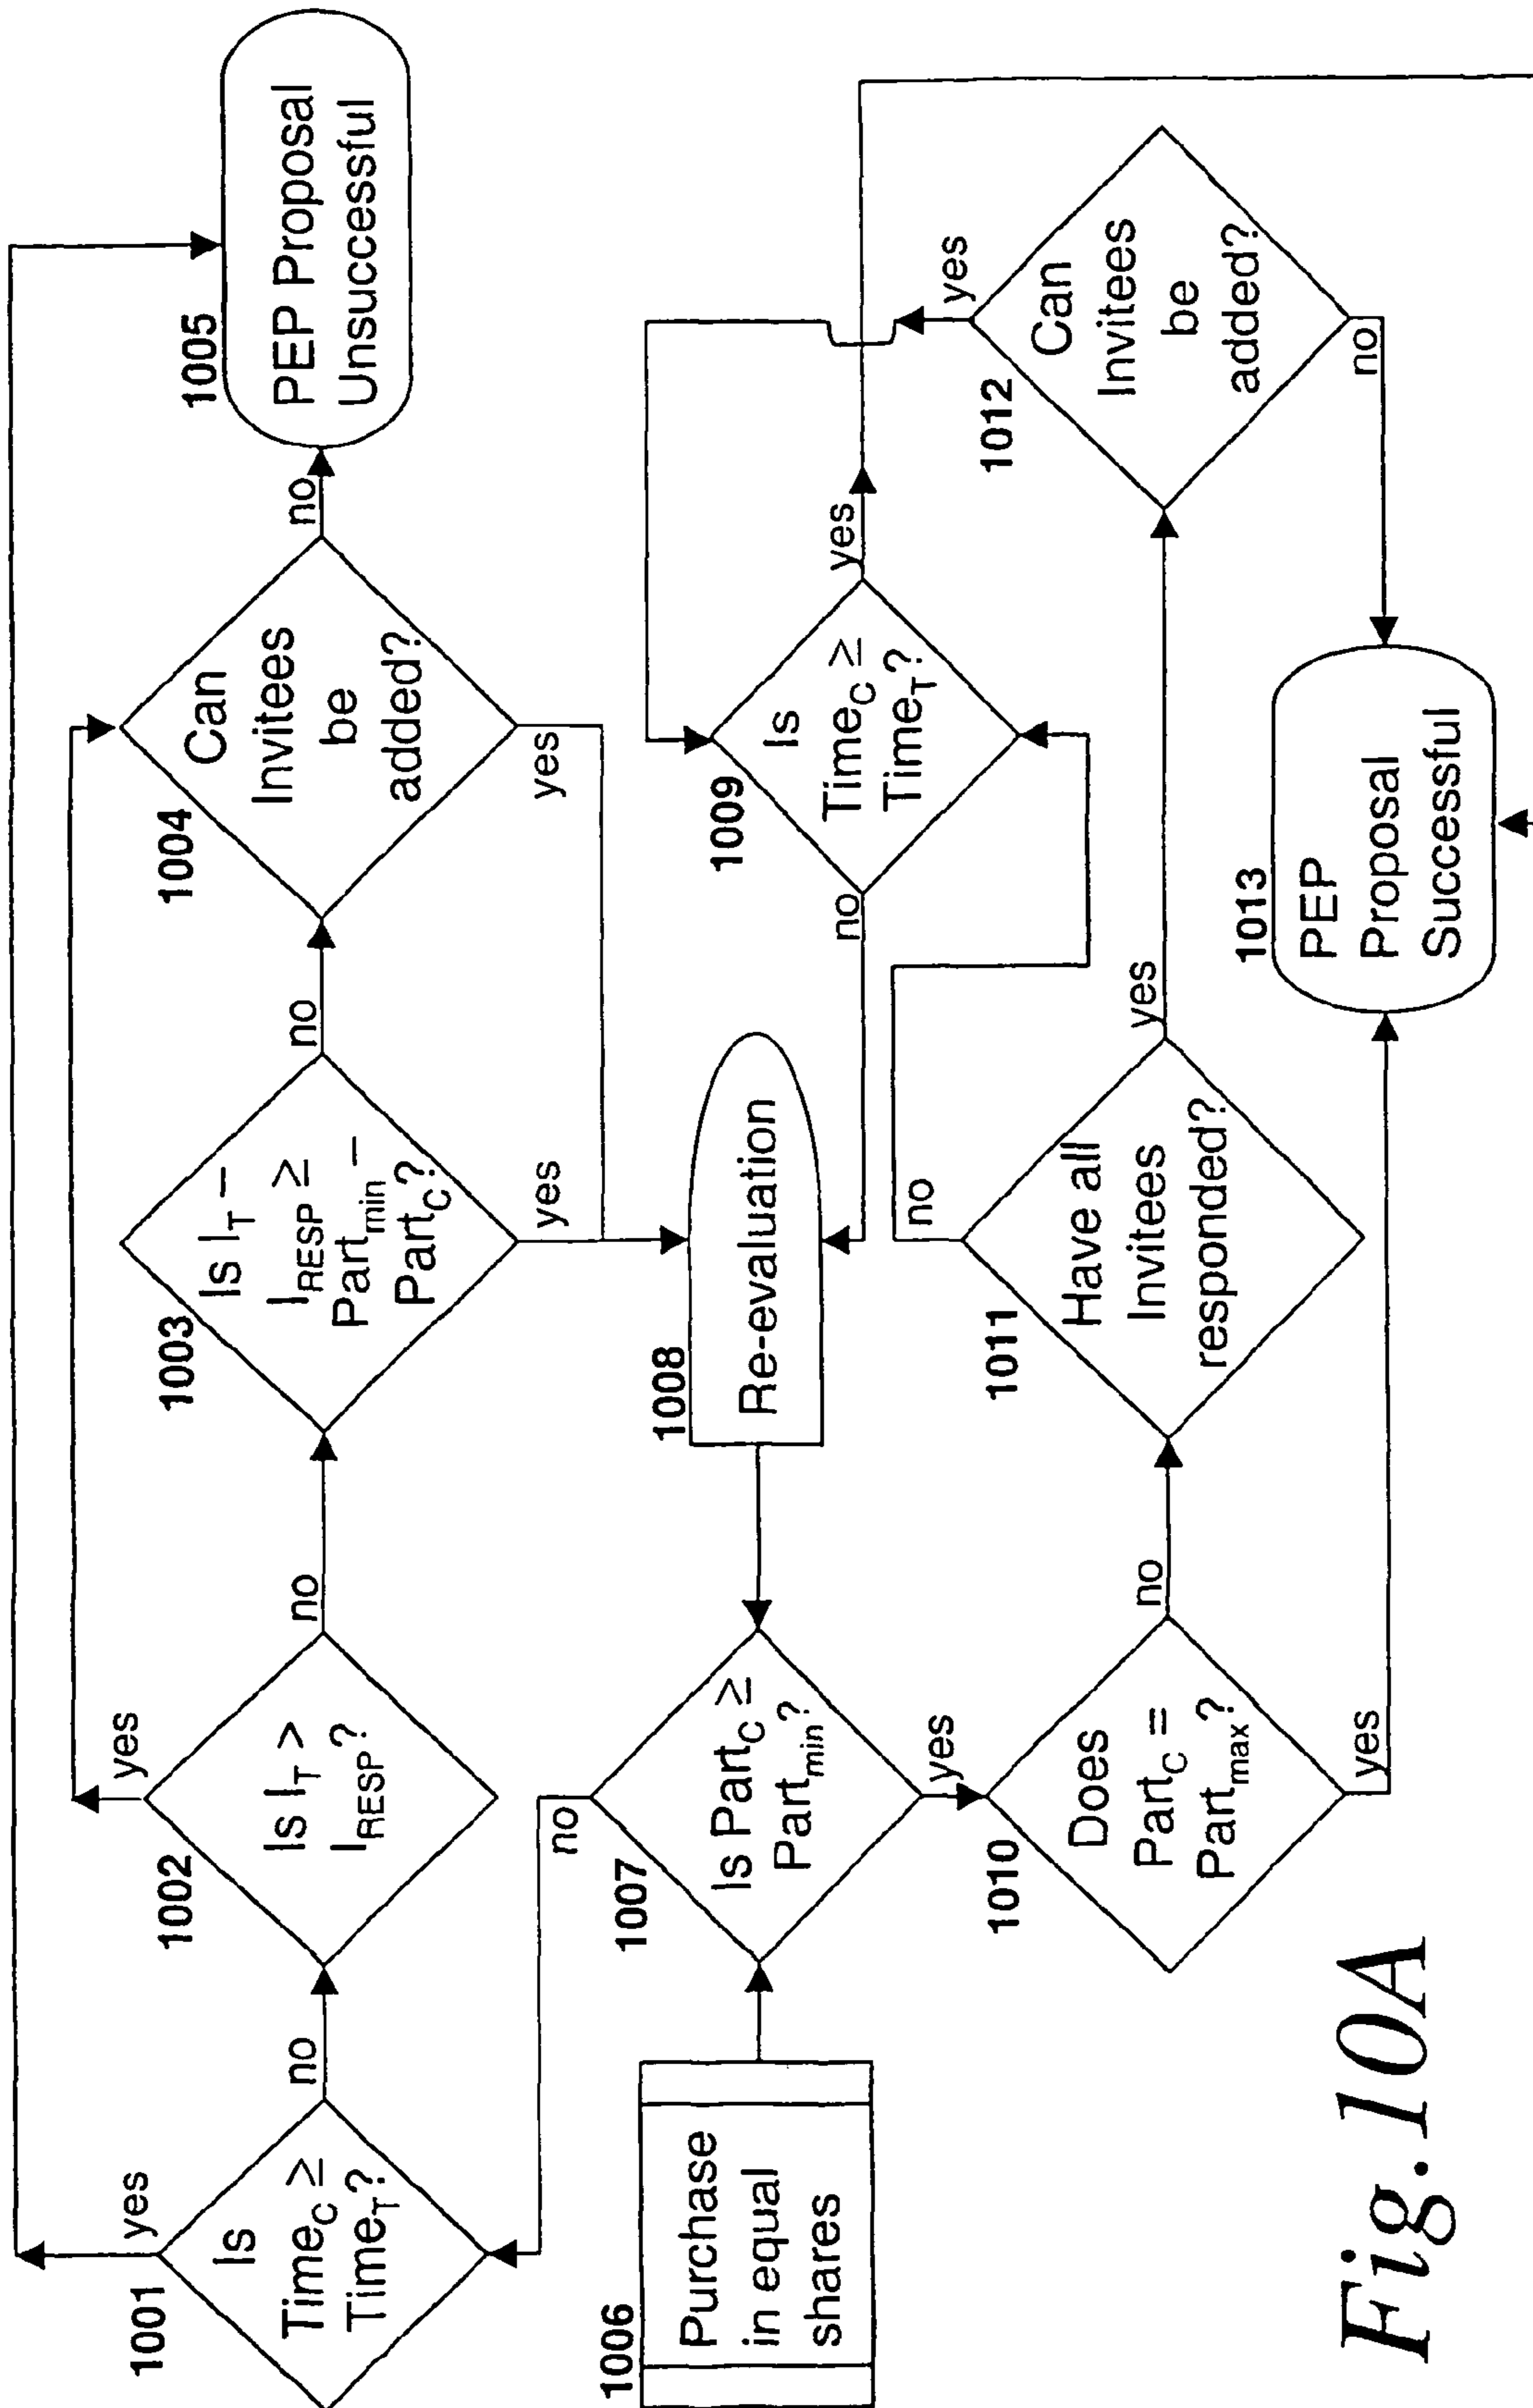 1001
Is
Time_C ≥
Time_T?
yes
no
1002
Is I_T >
I_RESP?
yes
no
1003
Is I_T –
I_RESP ≥
Part_min –
Part_C?
no
yes
1004
Can
Invitees
be
added?
no
yes
1005
PEP Proposal
Unsuccessful
1006
Purchase
in equal
shares
1007
Is Part_C ≥
Part_min?
no
yes
1008
Re-evaluation
1009
Is
Time_C ≥
Time_T?
no
yes
1010
Does
Part_C =
Part_max?
no
yes
1011
Have all
Invitees
responded?
no
yes
1012
Can
Invitees
be
added?
yes
no
1013
PEP
Proposal
Successful
Fig. 10A